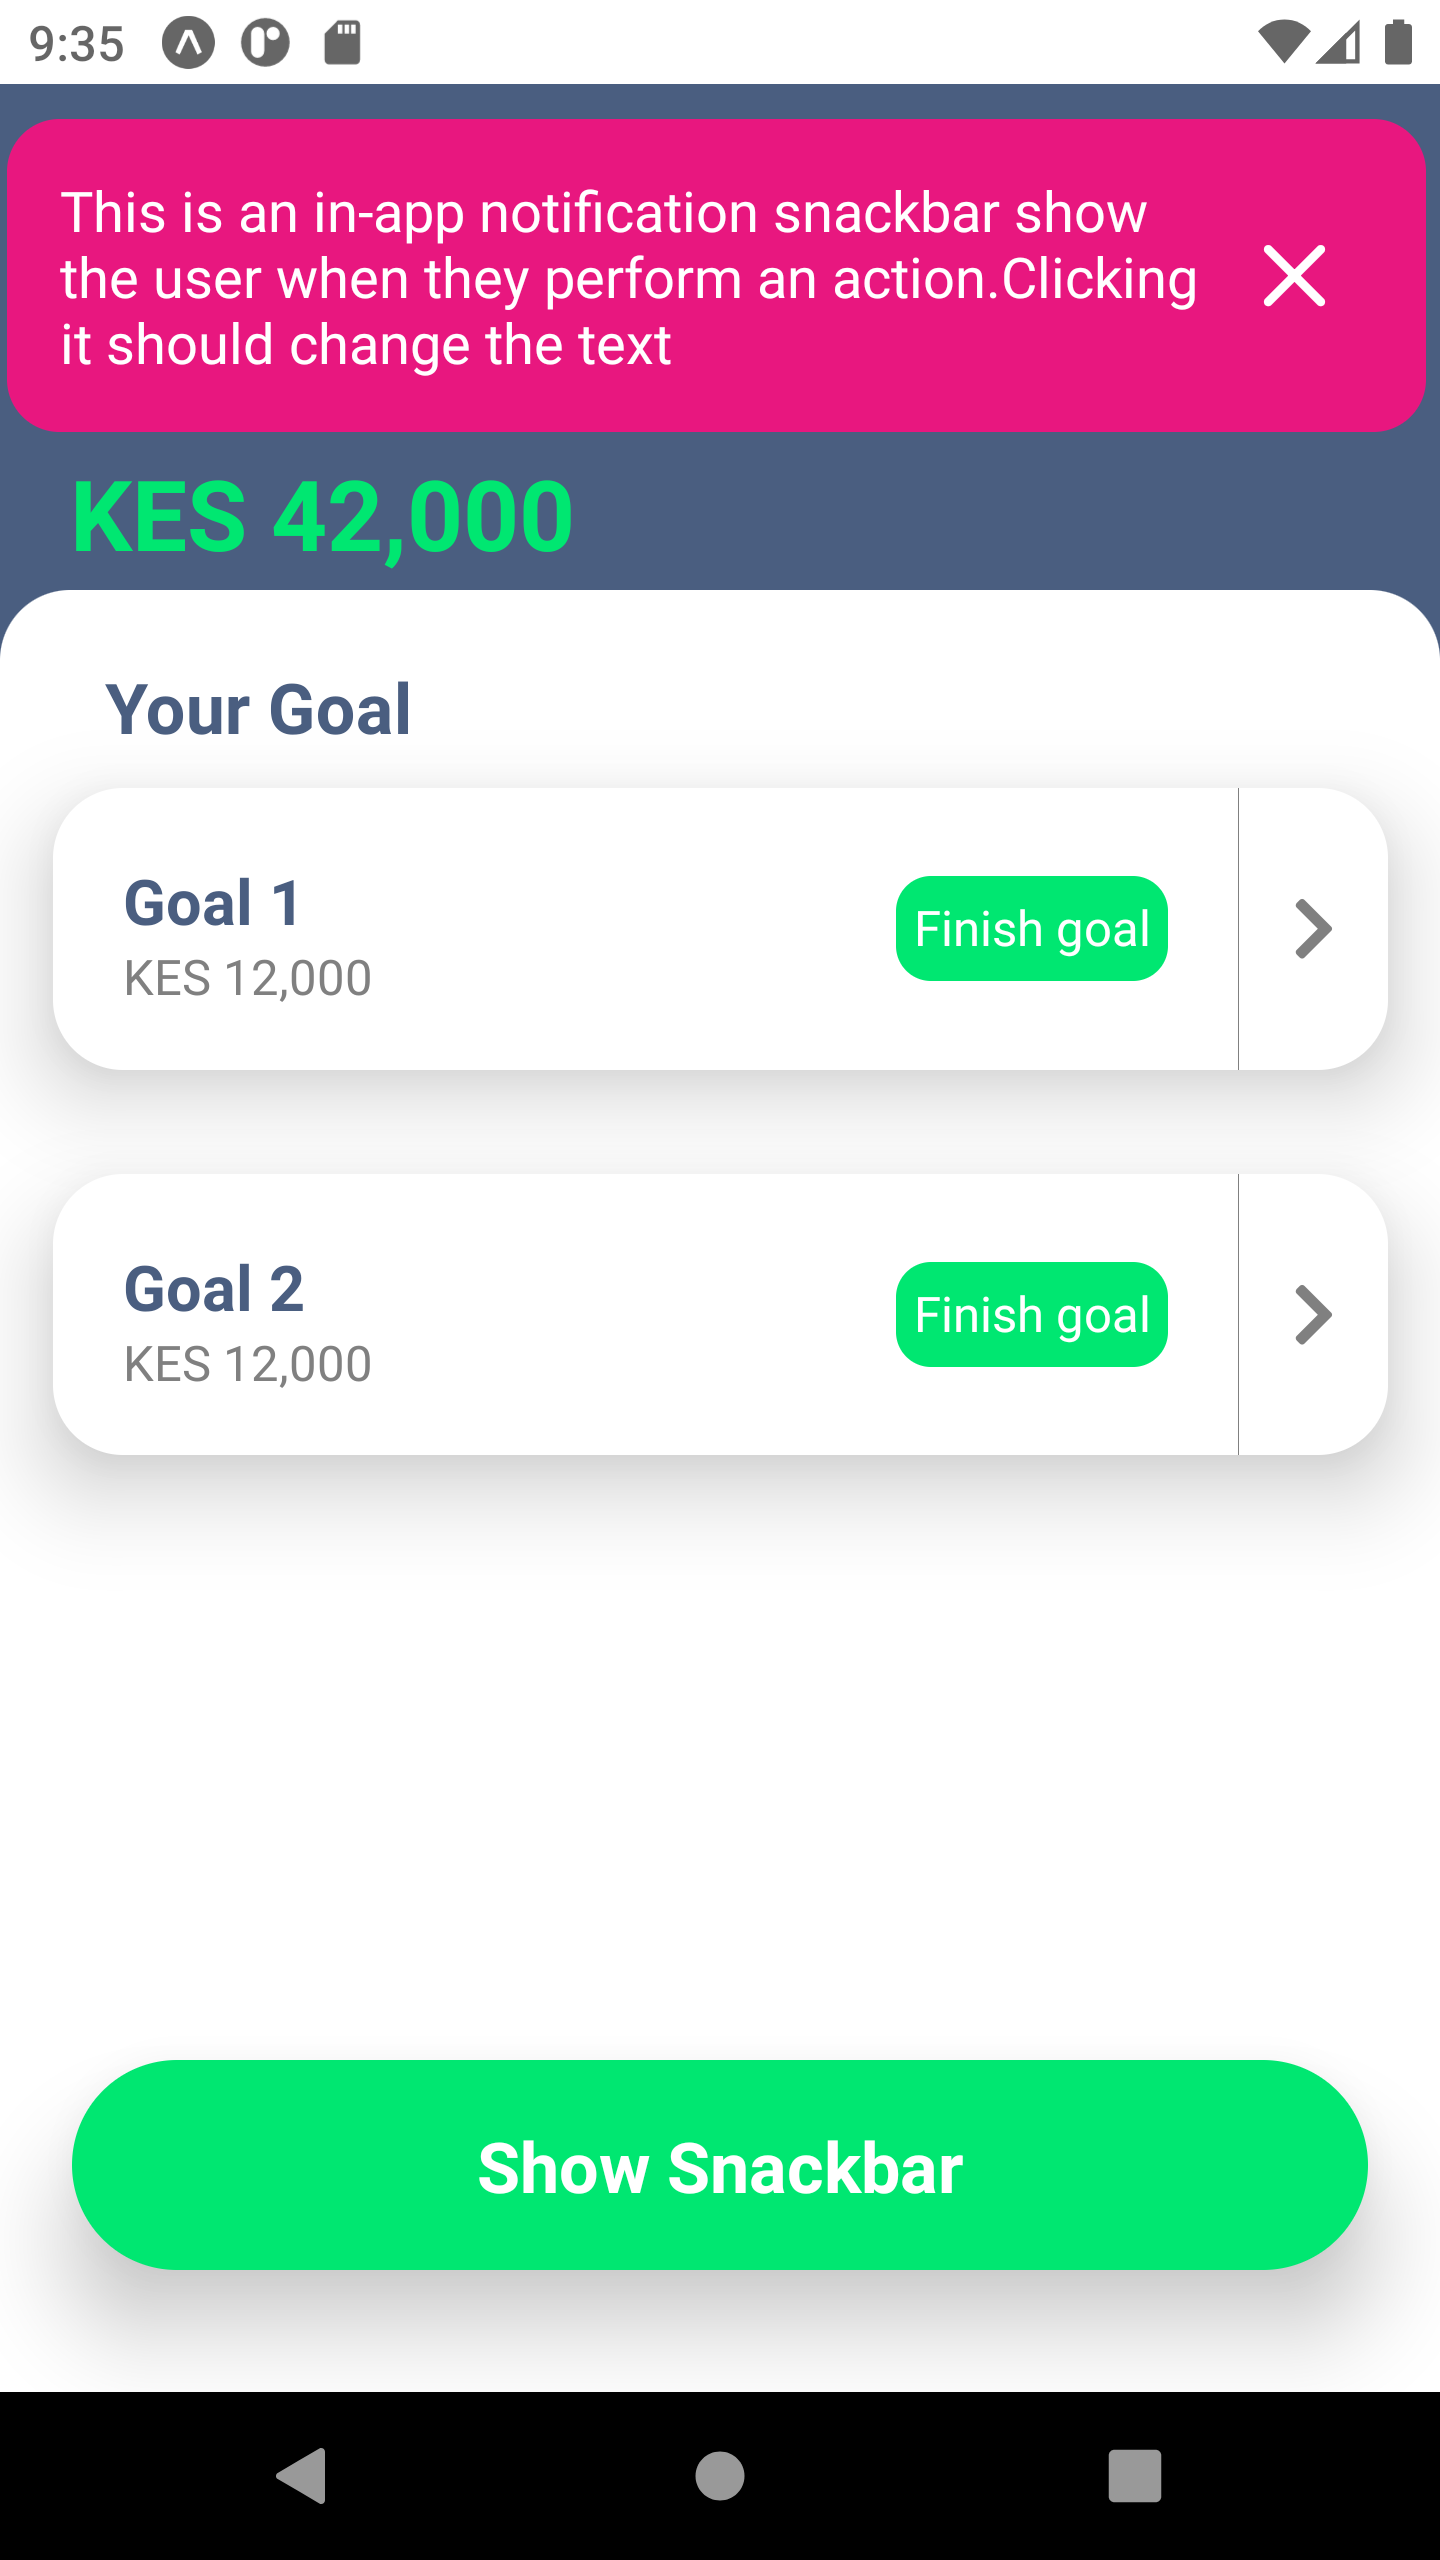 9:35
This is an in-app notification snackbar show
the user when they perform an action.Clicking
it should change the text
KES 42,000
Your Goal
Goal 1
KES 12,000
Finish goal
Goal 2
KES 12,000
Finish goal
Show Snackbar